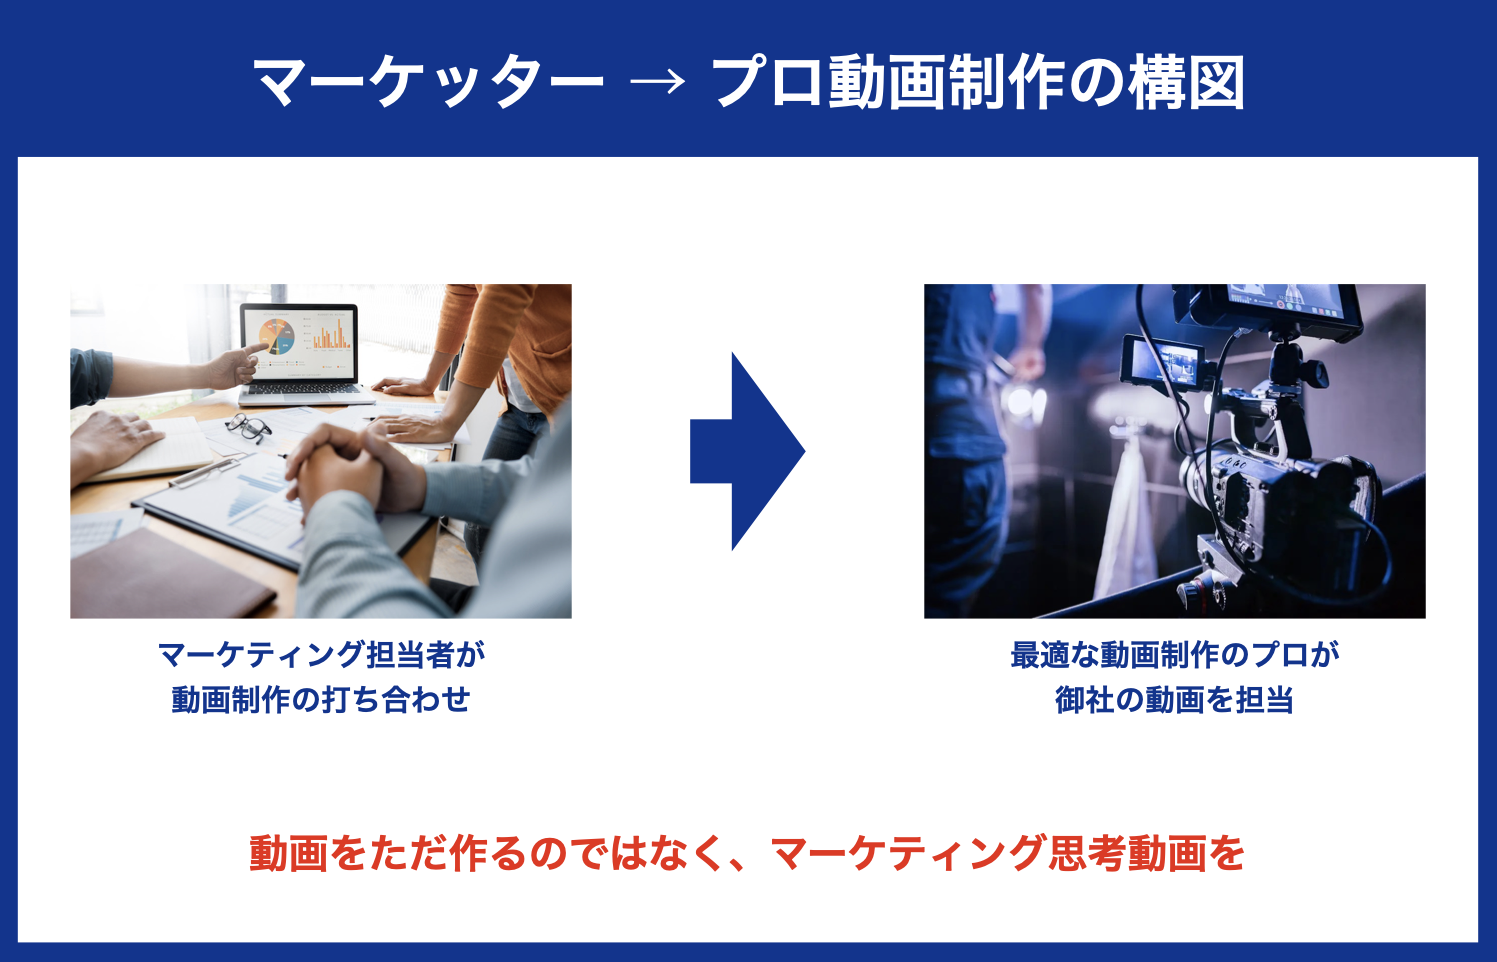 マーケッター → プロ動画制作の構図
マーケティング担当者が
動画制作の打ち合わせ
最適な動画制作のプロが
御社の動画を担当
動画をただ作るのではなく、マーケティング思考動画を